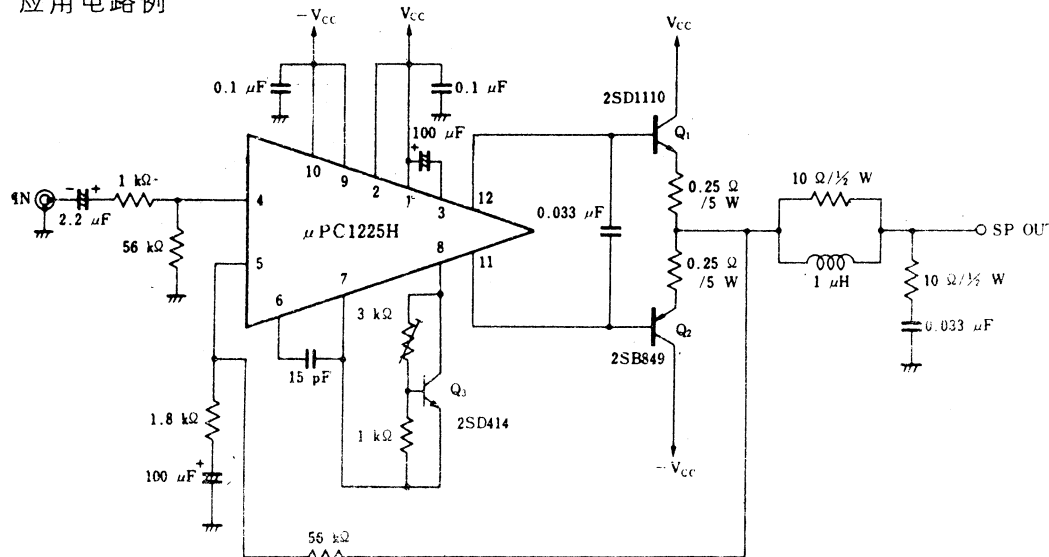 应用电路例
-VCC
VCC
VCC
0.1 μF
0.1 μF
2SD1110
100 μF
+
Q1
10
9
2
1
3
12
IN
- +
1 kΩ
2.2 μF
4
μPC1225H
0.033 μF
0.25 Ω
/5 W
10 Ω/½ W
SP OUT
56 kΩ
5
8
11
0.25 Ω
/5 W
1 μH
10 Ω/½ W
6
7
3 kΩ
Q2
0.033 μF
15 pF
2SB849
Q3
2SD414
1.8 kΩ
1 kΩ
100 μF
+
-VCC
56 kΩ